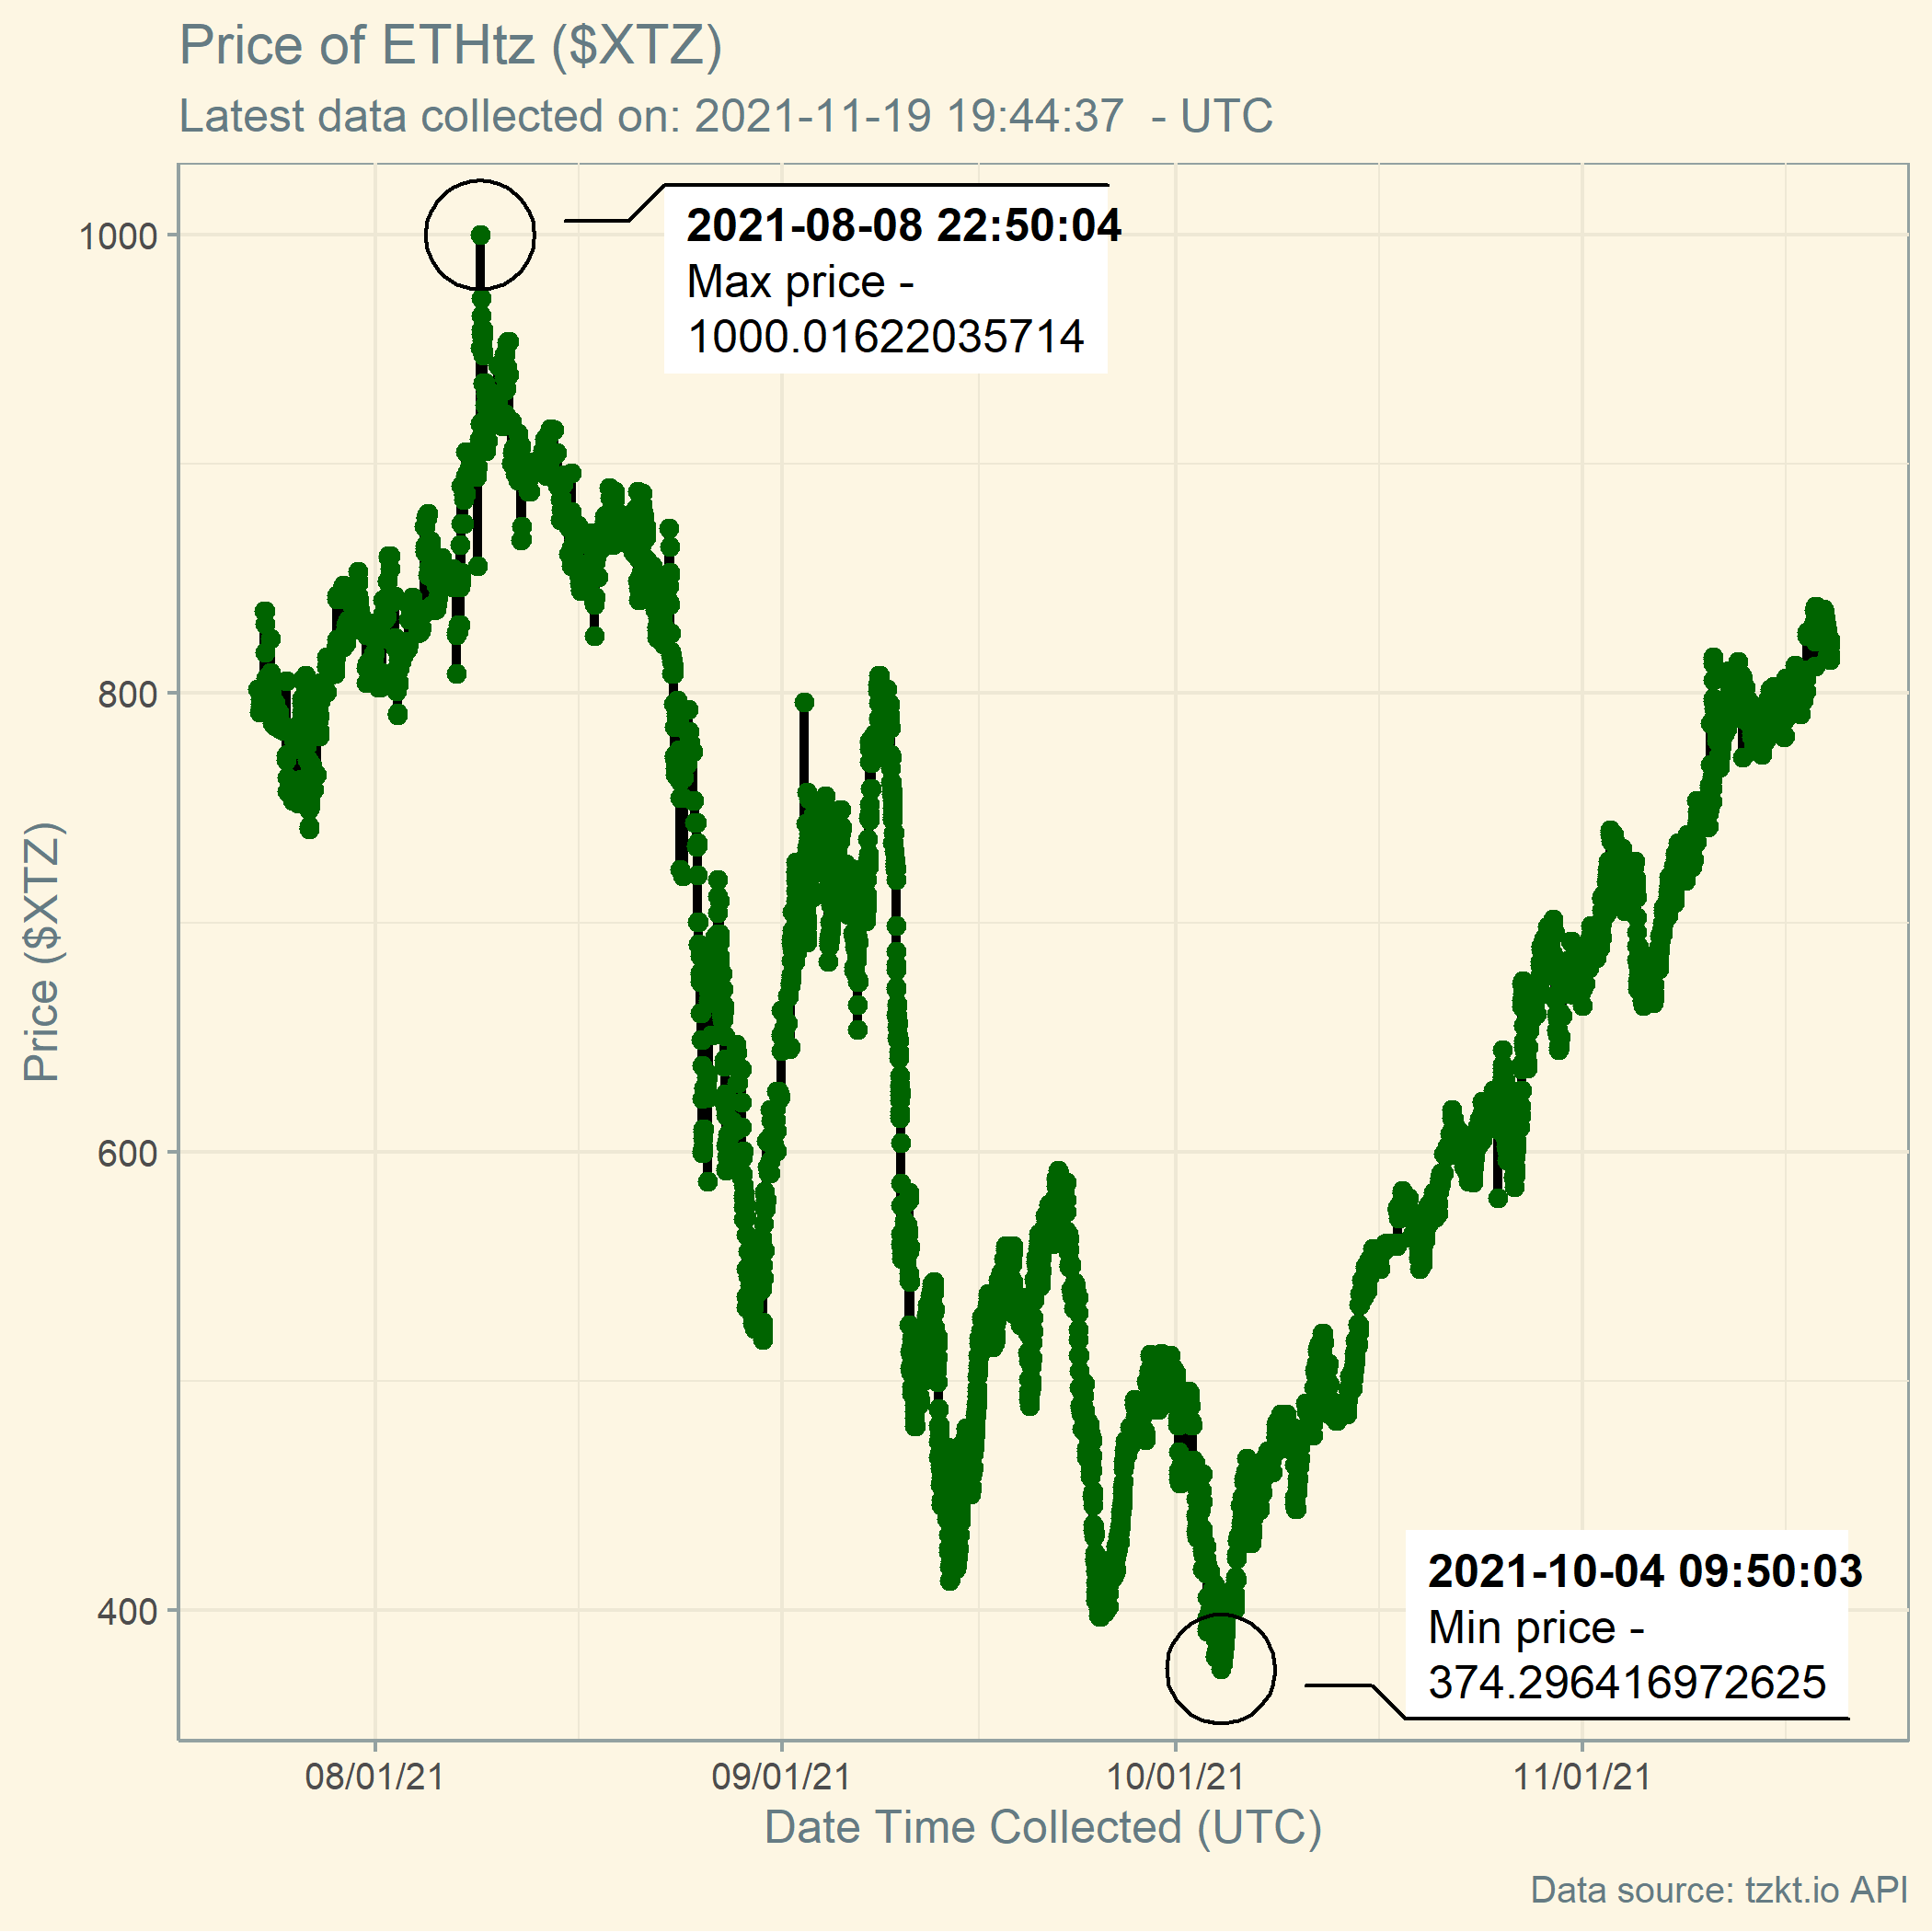 Price of ETHtz ($XTZ)
Latest data collected on: 2021-11-19 19:44:37  - UTC
2021-08-08 22:50:04
Max price -
1000.01622035714
1000
800
600
400
Price ($XTZ)
2021-10-04 09:50:03
Min price -
374.296416972625
08/01/21
09/01/21
10/01/21
11/01/21
Date Time Collected (UTC)
Data source: tzkt.io API